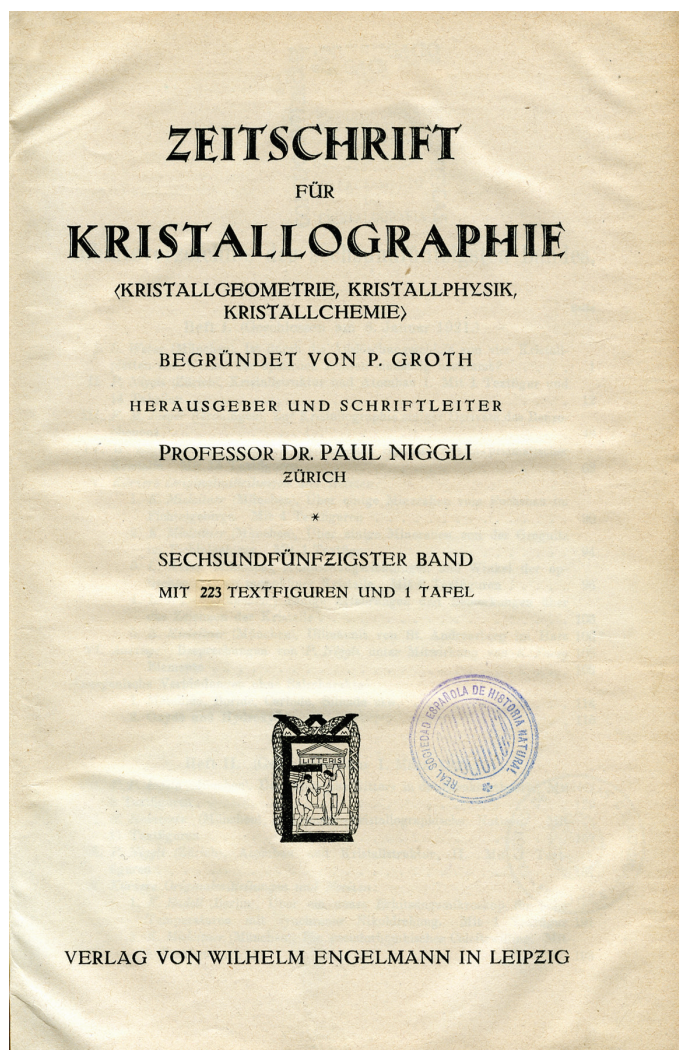 ZEITSCHRIFT
FÜR
KRISTALLOGRAPHIE
⟨KRISTALLGEOMETRIE, KRISTALLPHYSIK,
KRISTALLCHEMIE⟩
BEGRÜNDET VON P. GROTH
HERAUSGEBER UND SCHRIFTLEITER
PROFESSOR DR. PAUL NIGGLI
ZÜRICH
*
SECHSUNDFÜNFZIGSTER BAND
MIT 223 TEXTFIGUREN UND 1 TAFEL
REAL SOCIEDAD ESPAÑOLA DE HISTORIA NATURAL
LITTERIS
VERLAG VON WILHELM ENGELMANN IN LEIPZIG